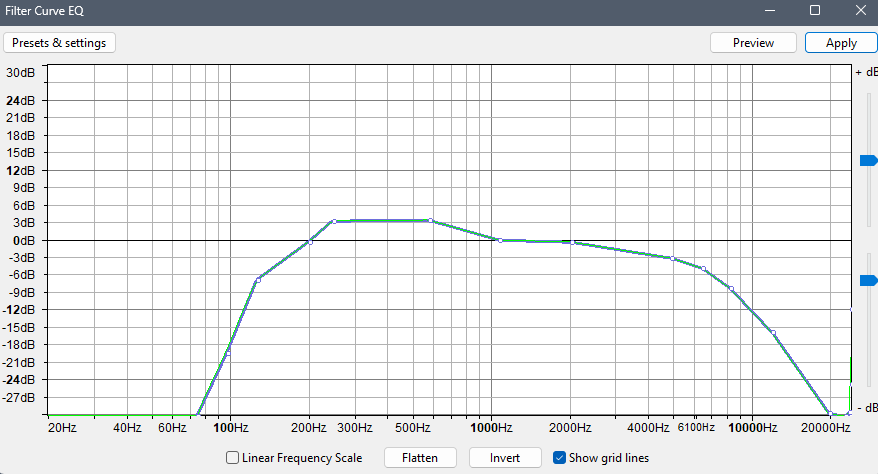 Filter Curve EQ
Presets & settings Preview Apply
30dB + dB
24dB
21dB
18dB
15dB
12dB
9dB
6dB
3dB
0dB
-3dB
-6dB
-9dB
-12dB
-15dB
-18dB
-21dB
-24dB
-27dB - dB
20Hz 40Hz 60Hz 100Hz 200Hz 300Hz 500Hz 1000Hz 2000Hz 4000Hz 6100Hz 10000Hz 20000Hz
Linear Frequency Scale Flatten Invert Show grid lines